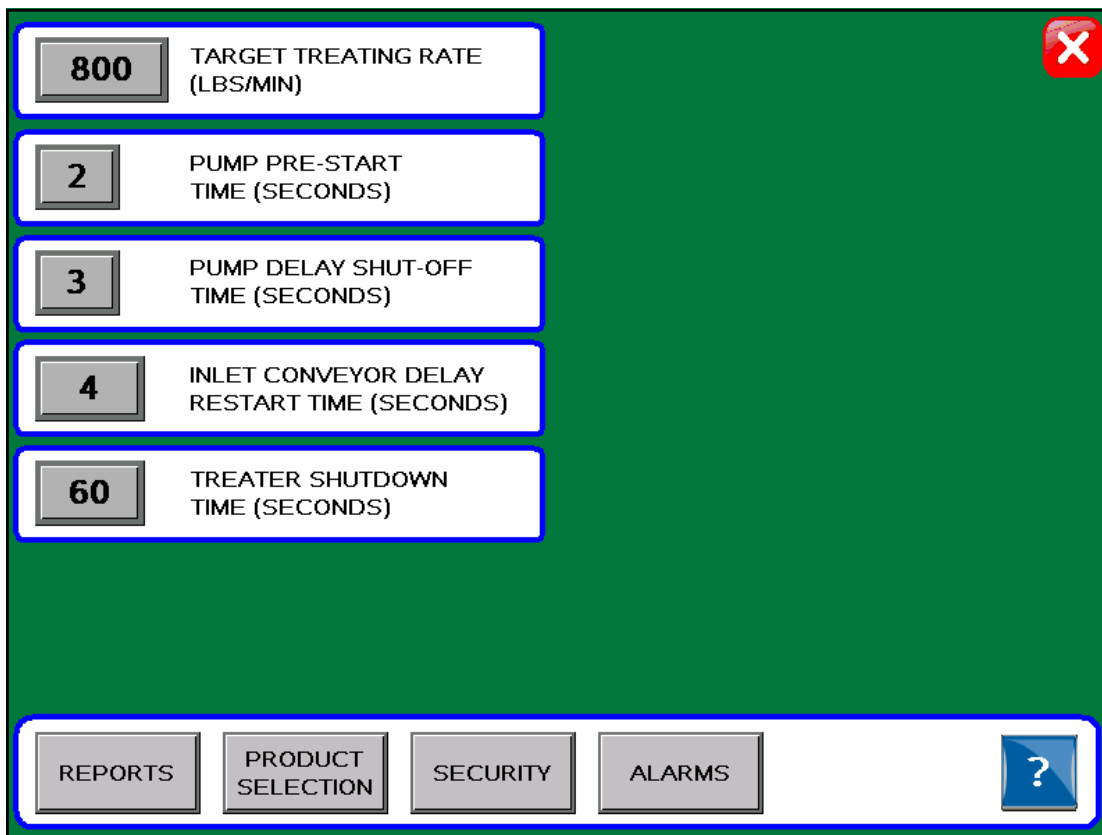 800
TARGET TREATING RATE
(LBS/MIN)
2
PUMP PRE-START
TIME (SECONDS)
3
PUMP DELAY SHUT-OFF
TIME (SECONDS)
4
INLET CONVEYOR DELAY
RESTART TIME (SECONDS)
60
TREATER SHUTDOWN
TIME (SECONDS)
REPORTS
PRODUCT
SELECTION
SECURITY
ALARMS
?